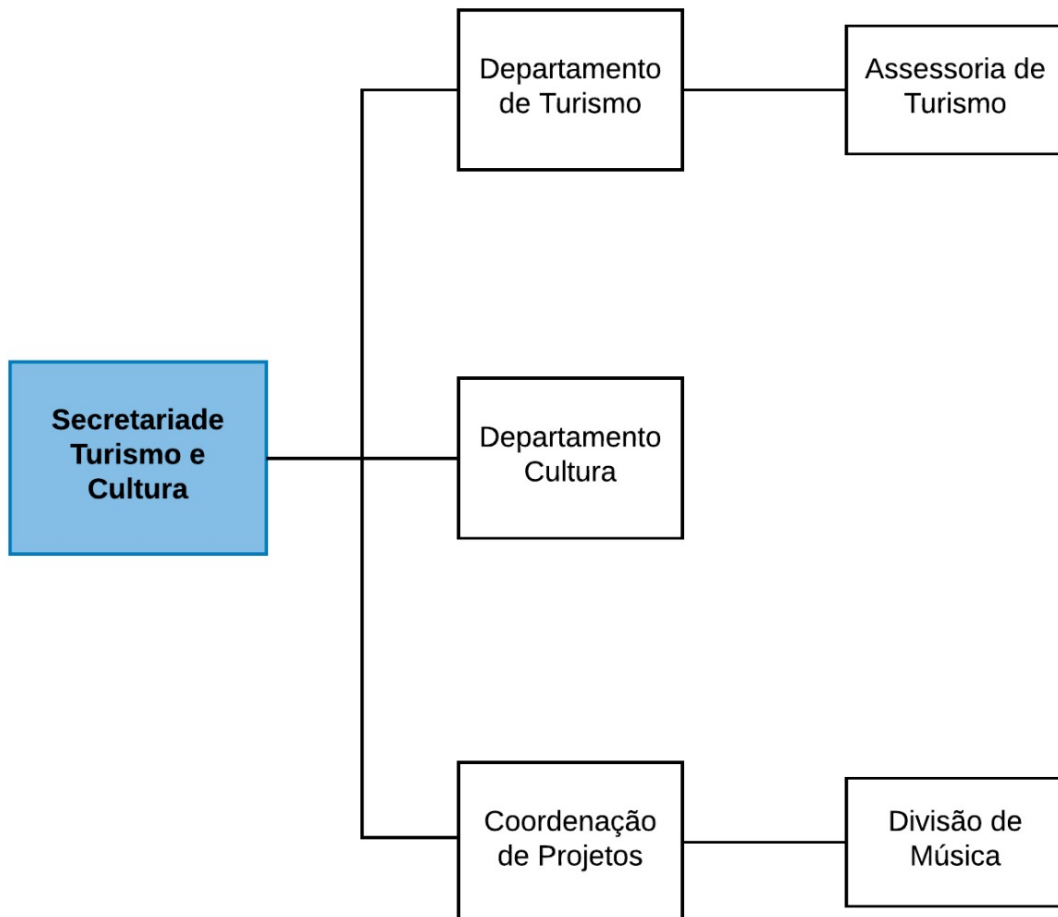 Departamento
de Turismo
Assessoria de
Turismo
Secretariade
Turismo e
Cultura
Departamento
Cultura
Coordenação
de Projetos
Divisão de
Música